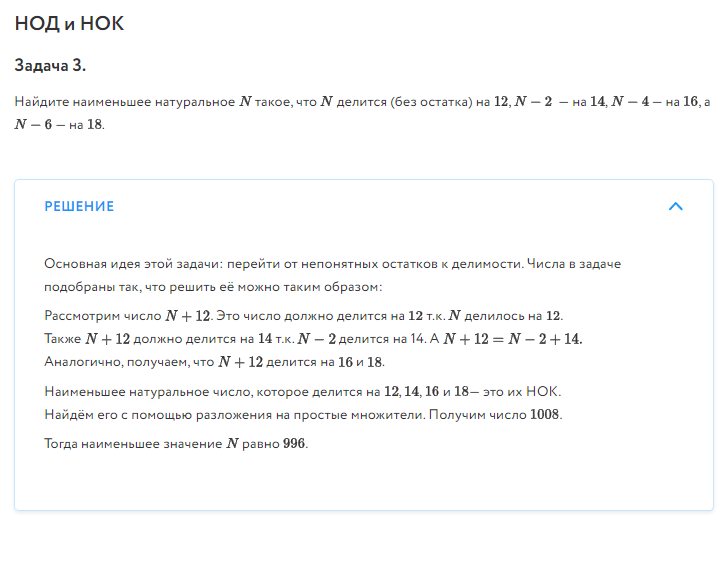 НОД и НОК
Задача 3.
Найдите наименьшее натуральное N такое, что N делится (без остатка) на 12, N − 2 − на 14, N − 4 − на 16, а
N − 6 − на 18.
РЕШЕНИЕ
Основная идея этой задачи: перейти от непонятных остатков к делимости. Числа в задаче
подобраны так, что решить её можно таким образом:
Рассмотрим число N + 12. Это число должно делится на 12 т.к. N делилось на 12.
Также N + 12 должно делится на 14 т.к. N − 2 делится на 14. А N + 12 = N − 2 + 14.
Аналогично, получаем, что N + 12 делится на 16 и 18.
Наименьшее натуральное число, которое делится на 12, 14, 16 и 18− это их НОК.
Найдём его с помощью разложения на простые множители. Получим число 1008.
Тогда наименьшее значение N равно 996.